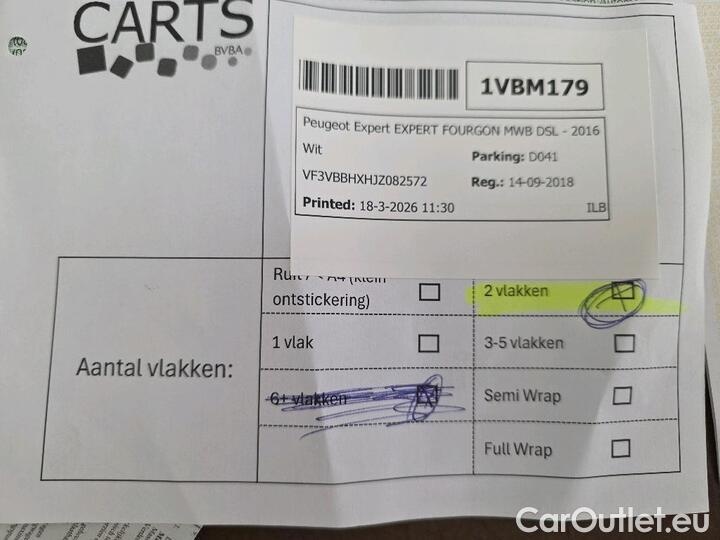 CARTS
BVBA
1VBM179
Peugeot Expert EXPERT FOURGON MWB DSL - 2016
Wit
Parking: D041
VF3VBBHXHJZ082572
Reg.: 14-09-2018
Printed: 18-3-2026 11:30
ILB
Aantal vlakken:
(klein
ontstickering)
2 vlakken
1 vlak
3-5 vlakken
6+ vlakken
Semi Wrap
Full Wrap
CarOutlet.eu